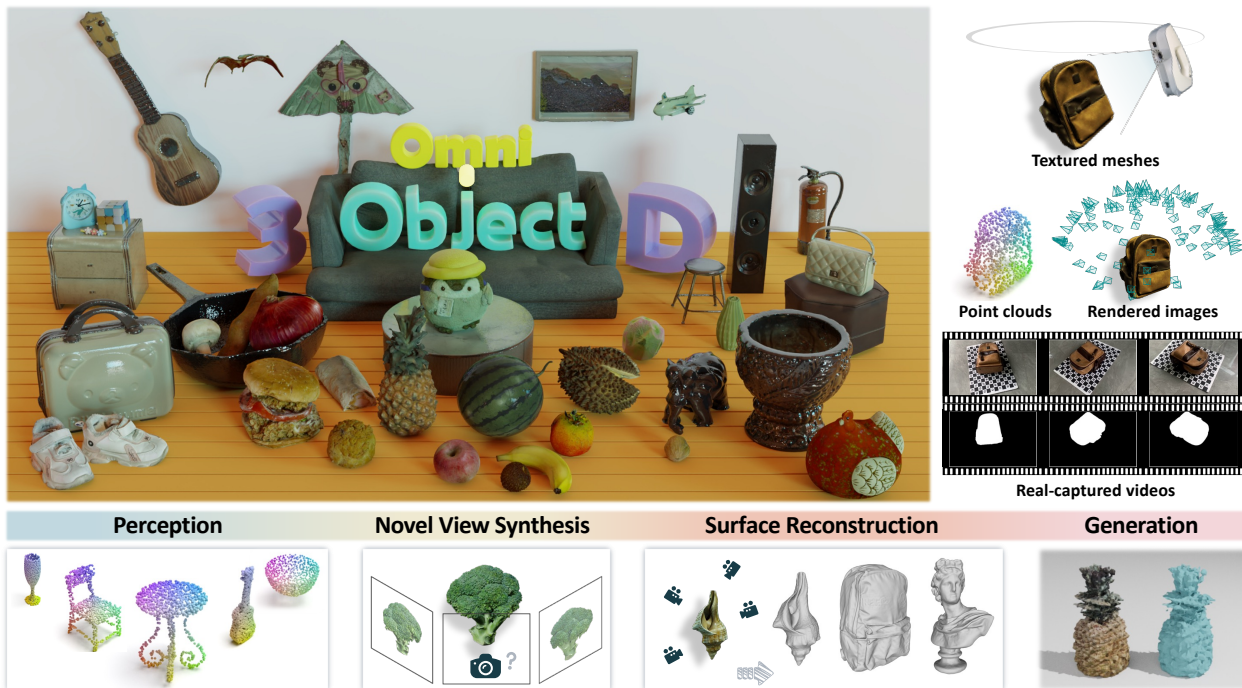 Omni
3 Object D
Textured meshes
Point clouds
Rendered images
Real-captured videos
Perception
Novel View Synthesis
Surface Reconstruction
Generation
?